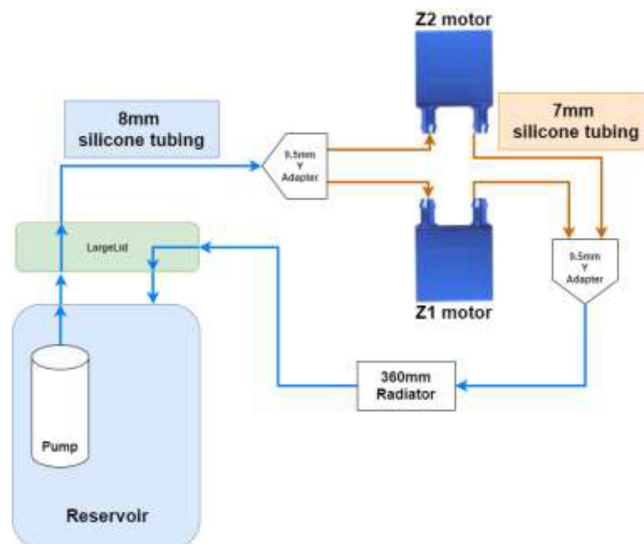 Z2 motor
8mm
silicone tubing
7mm
silicone tubing
9.5mm
Y
Adapter
LargeLid
9.5mm
Y
Adapter
Z1 motor
360mm
Radiator
Pump
Reservoir